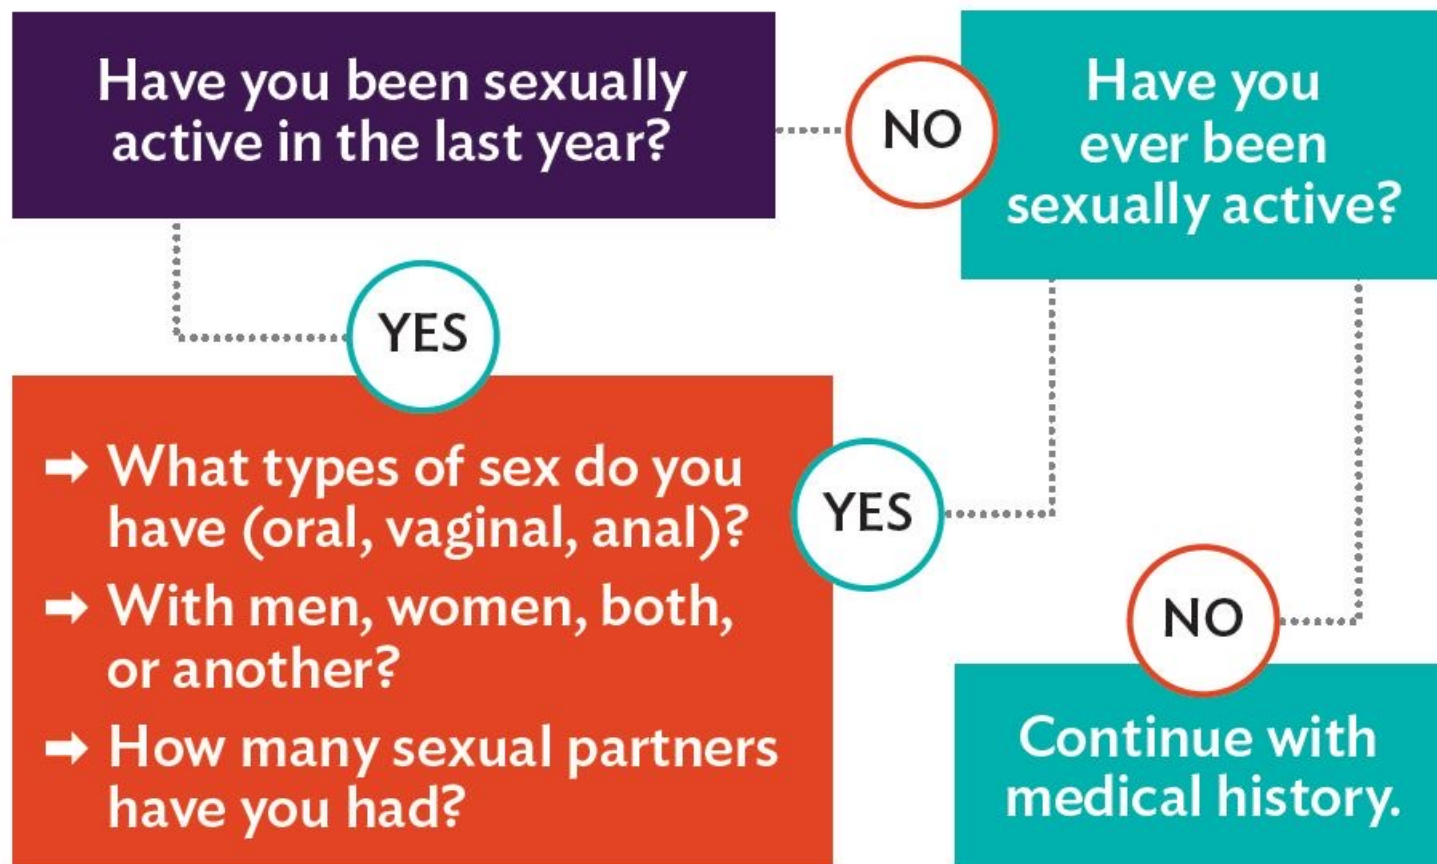 Have you been sexually
active in the last year?
NO
Have you
ever been
sexually active?
YES
➡ What types of sex do you
have (oral, vaginal, anal)?
➡ With men, women, both,
or another?
➡ How many sexual partners
have you had?
YES
NO
Continue with
medical history.